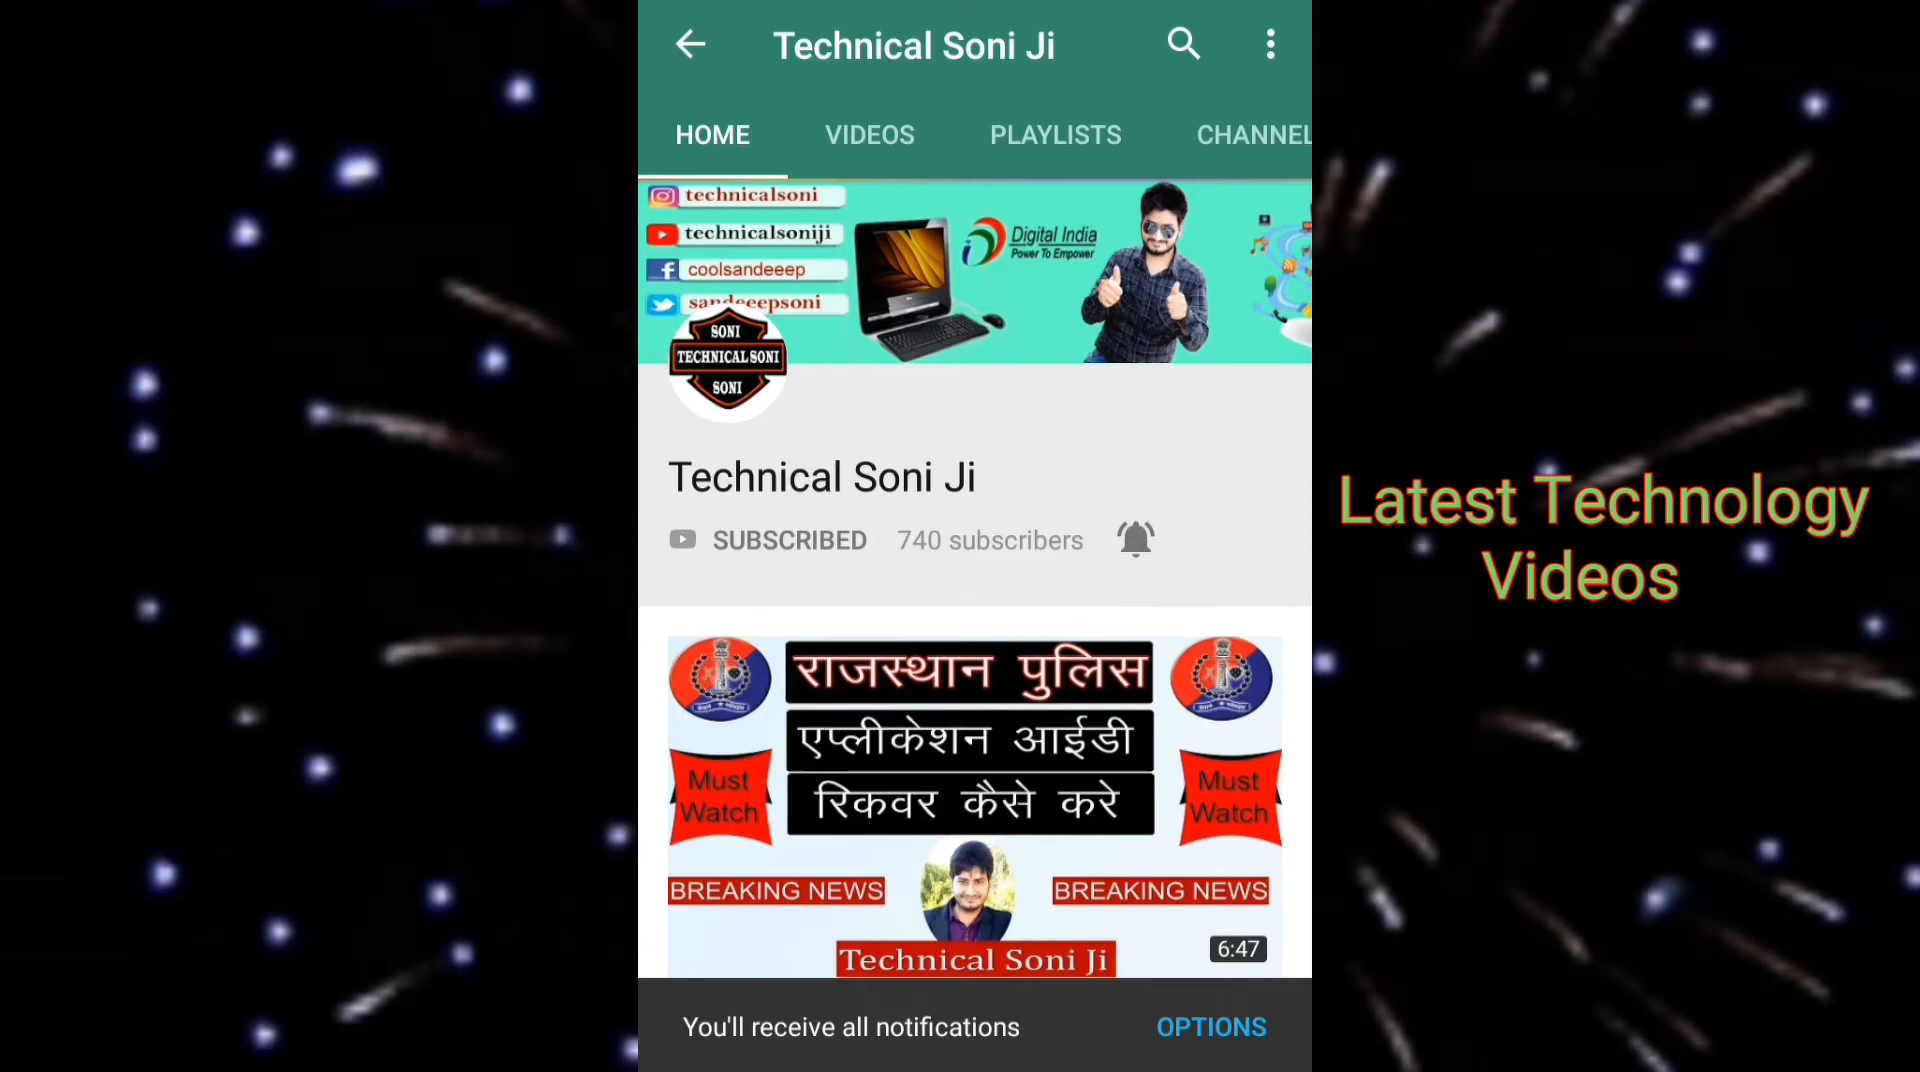 Technical Soni Ji
HOME VIDEOS PLAYLISTS CHANNEL
technicalsoni
technicalsoniji
coolsandeeep
sandeeepsoni
Digital India
Power To Empower
SONI
TECHNICAL SONI
SONI
Technical Soni Ji
SUBSCRIBED 740 subscribers
Latest Technology
Videos
राजस्थान पुलिस
एप्लीकेशन आईडी
रिकवर कैसे करे
Must
Watch
Must
Watch
BREAKING NEWS
BREAKING NEWS
Technical Soni Ji
6:47
You'll receive all notifications OPTIONS